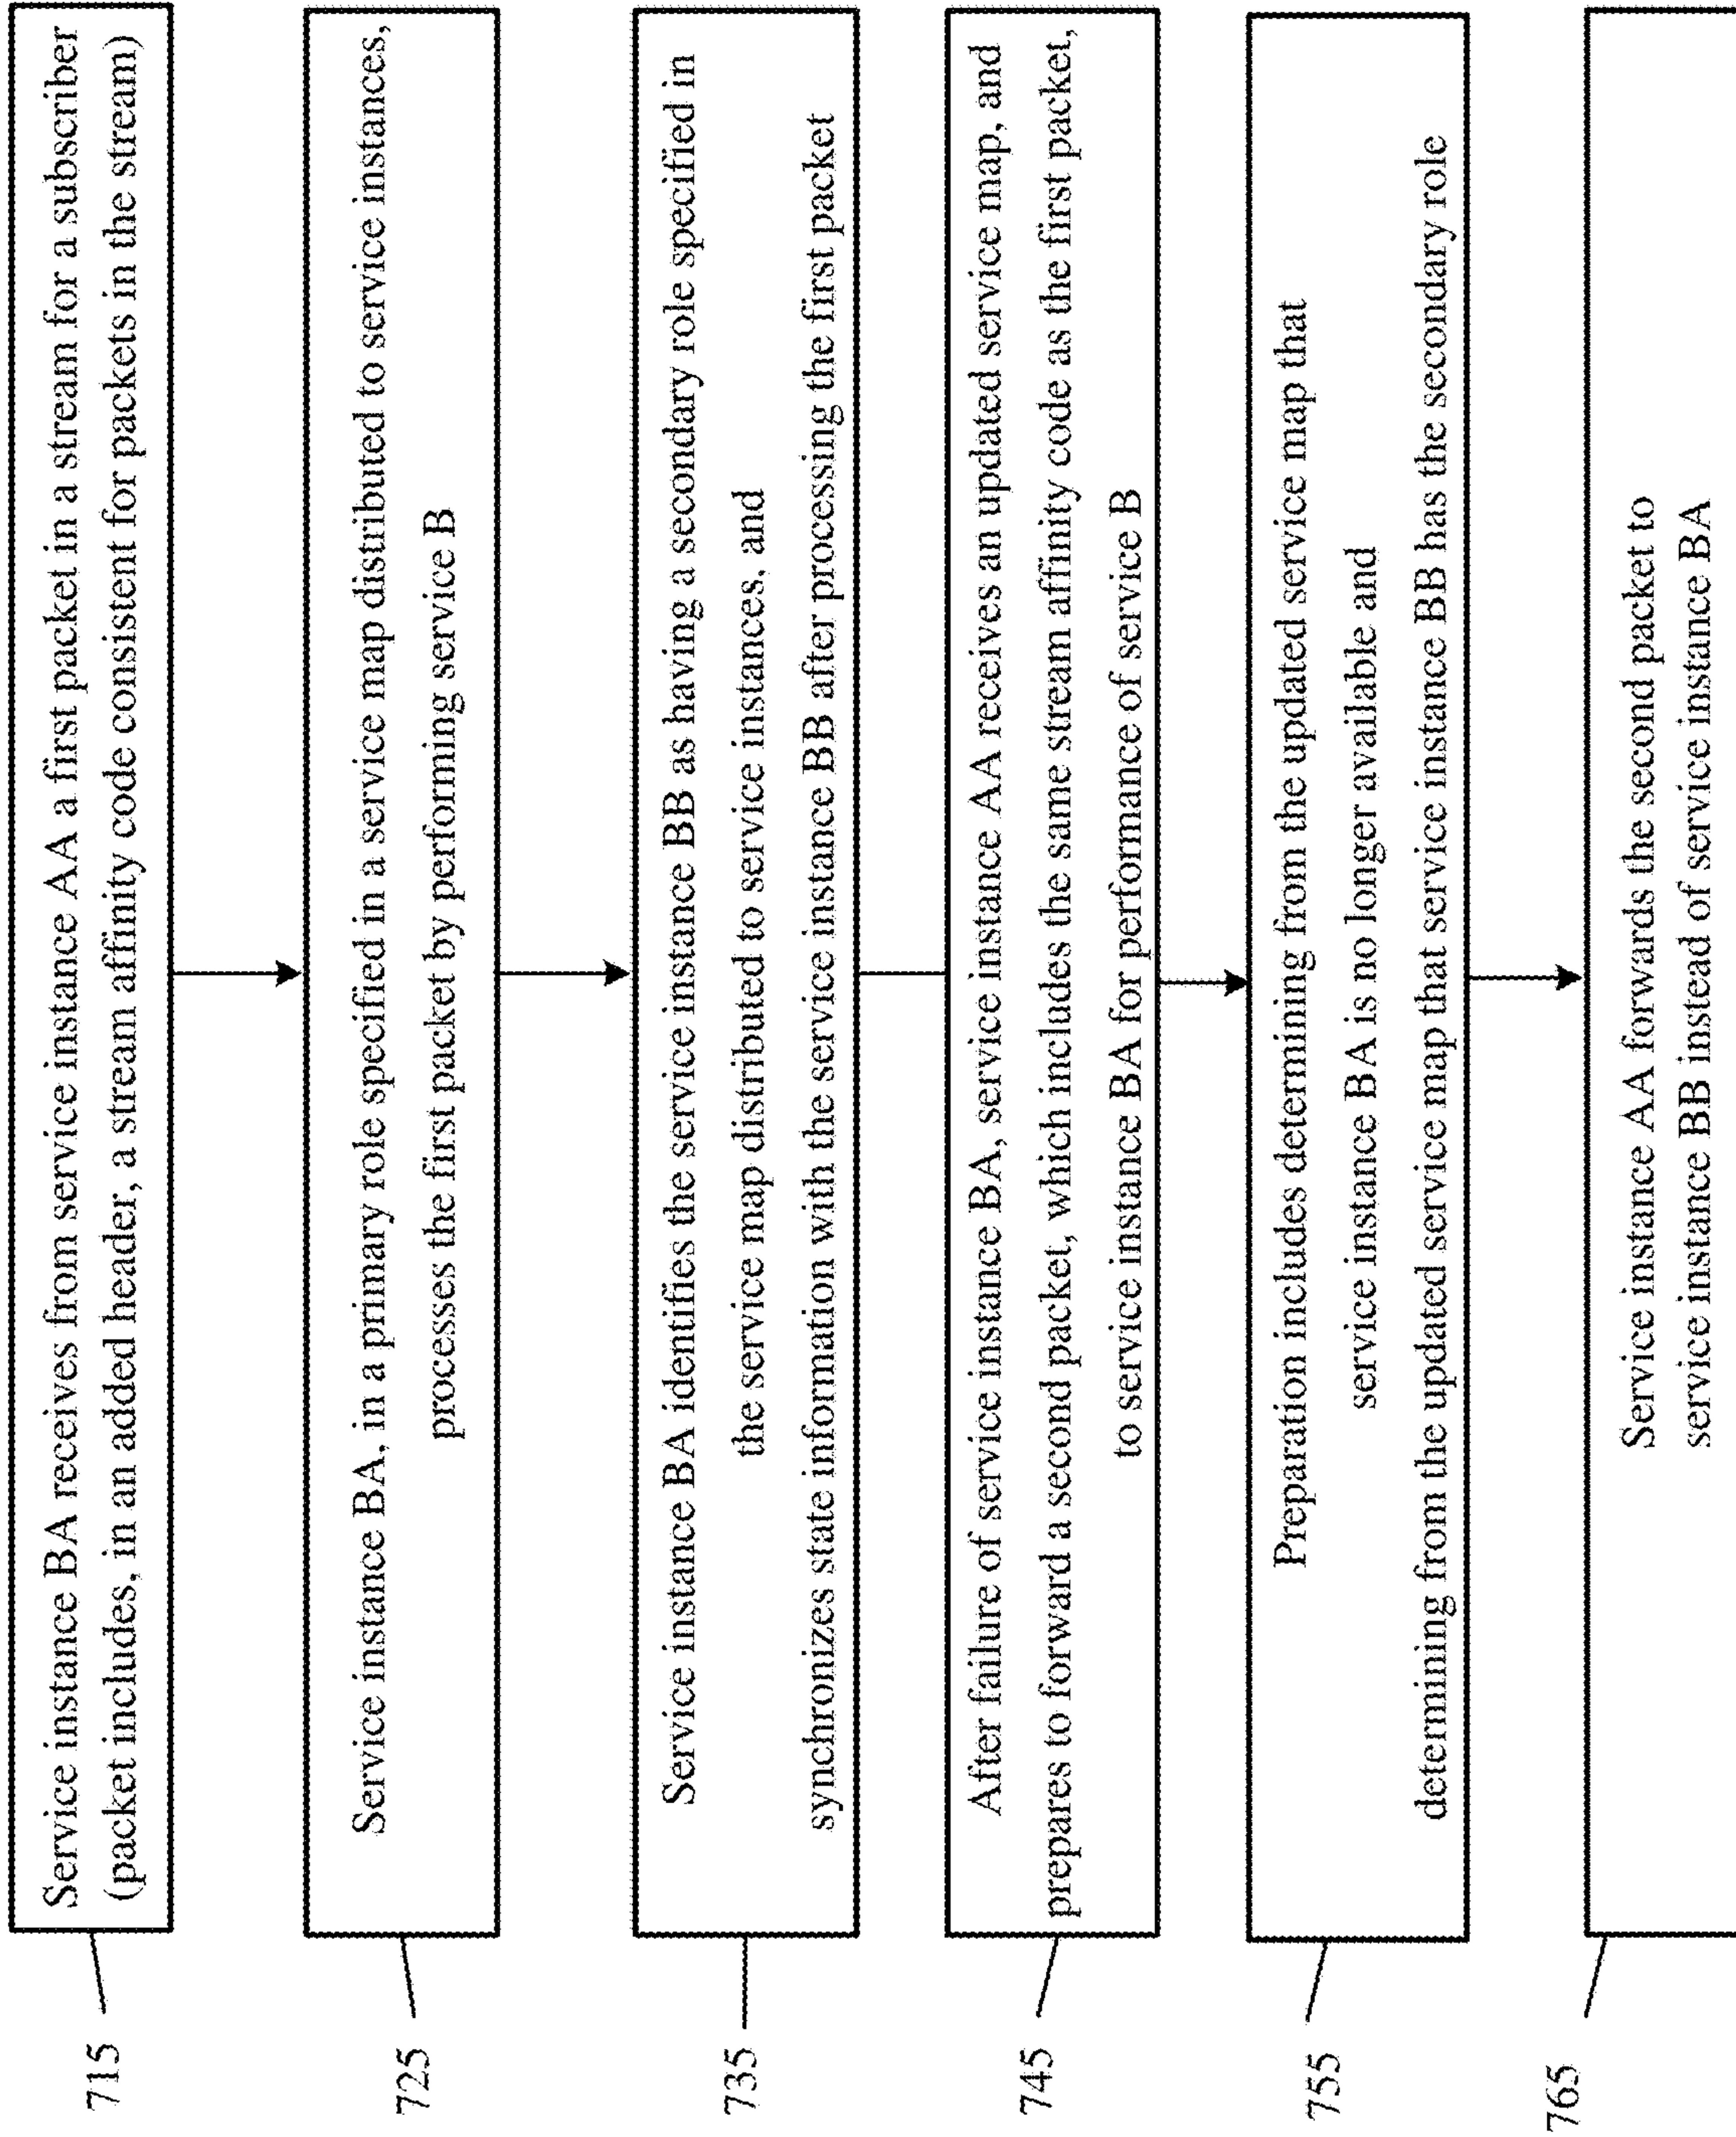 715
Service instance BA receives from service instance AA a first packet in a stream for a subscriber
(packet includes, in an added header, a stream affinity code consistent for packets in the stream)
725
Service instance BA, in a primary role specified in a service map distributed to service instances,
processes the first packet by performing service B
735
Service instance BA identifies the service instance BB as having a secondary role specified in
the service map distributed to service instances, and
synchronizes state information with the service instance BB after processing the first packet
745
After failure of service instance BA, service instance AA receives an updated service map, and
prepares to forward a second packet, which includes the same stream affinity code as the first packet,
to service instance BA for performance of service B
755
Preparation includes determining from the updated service map that
service instance BA is no longer available and
determining from the updated service map that service instance BB has the secondary role
765
Service instance AA forwards the second packet to
service instance BB instead of service instance BA